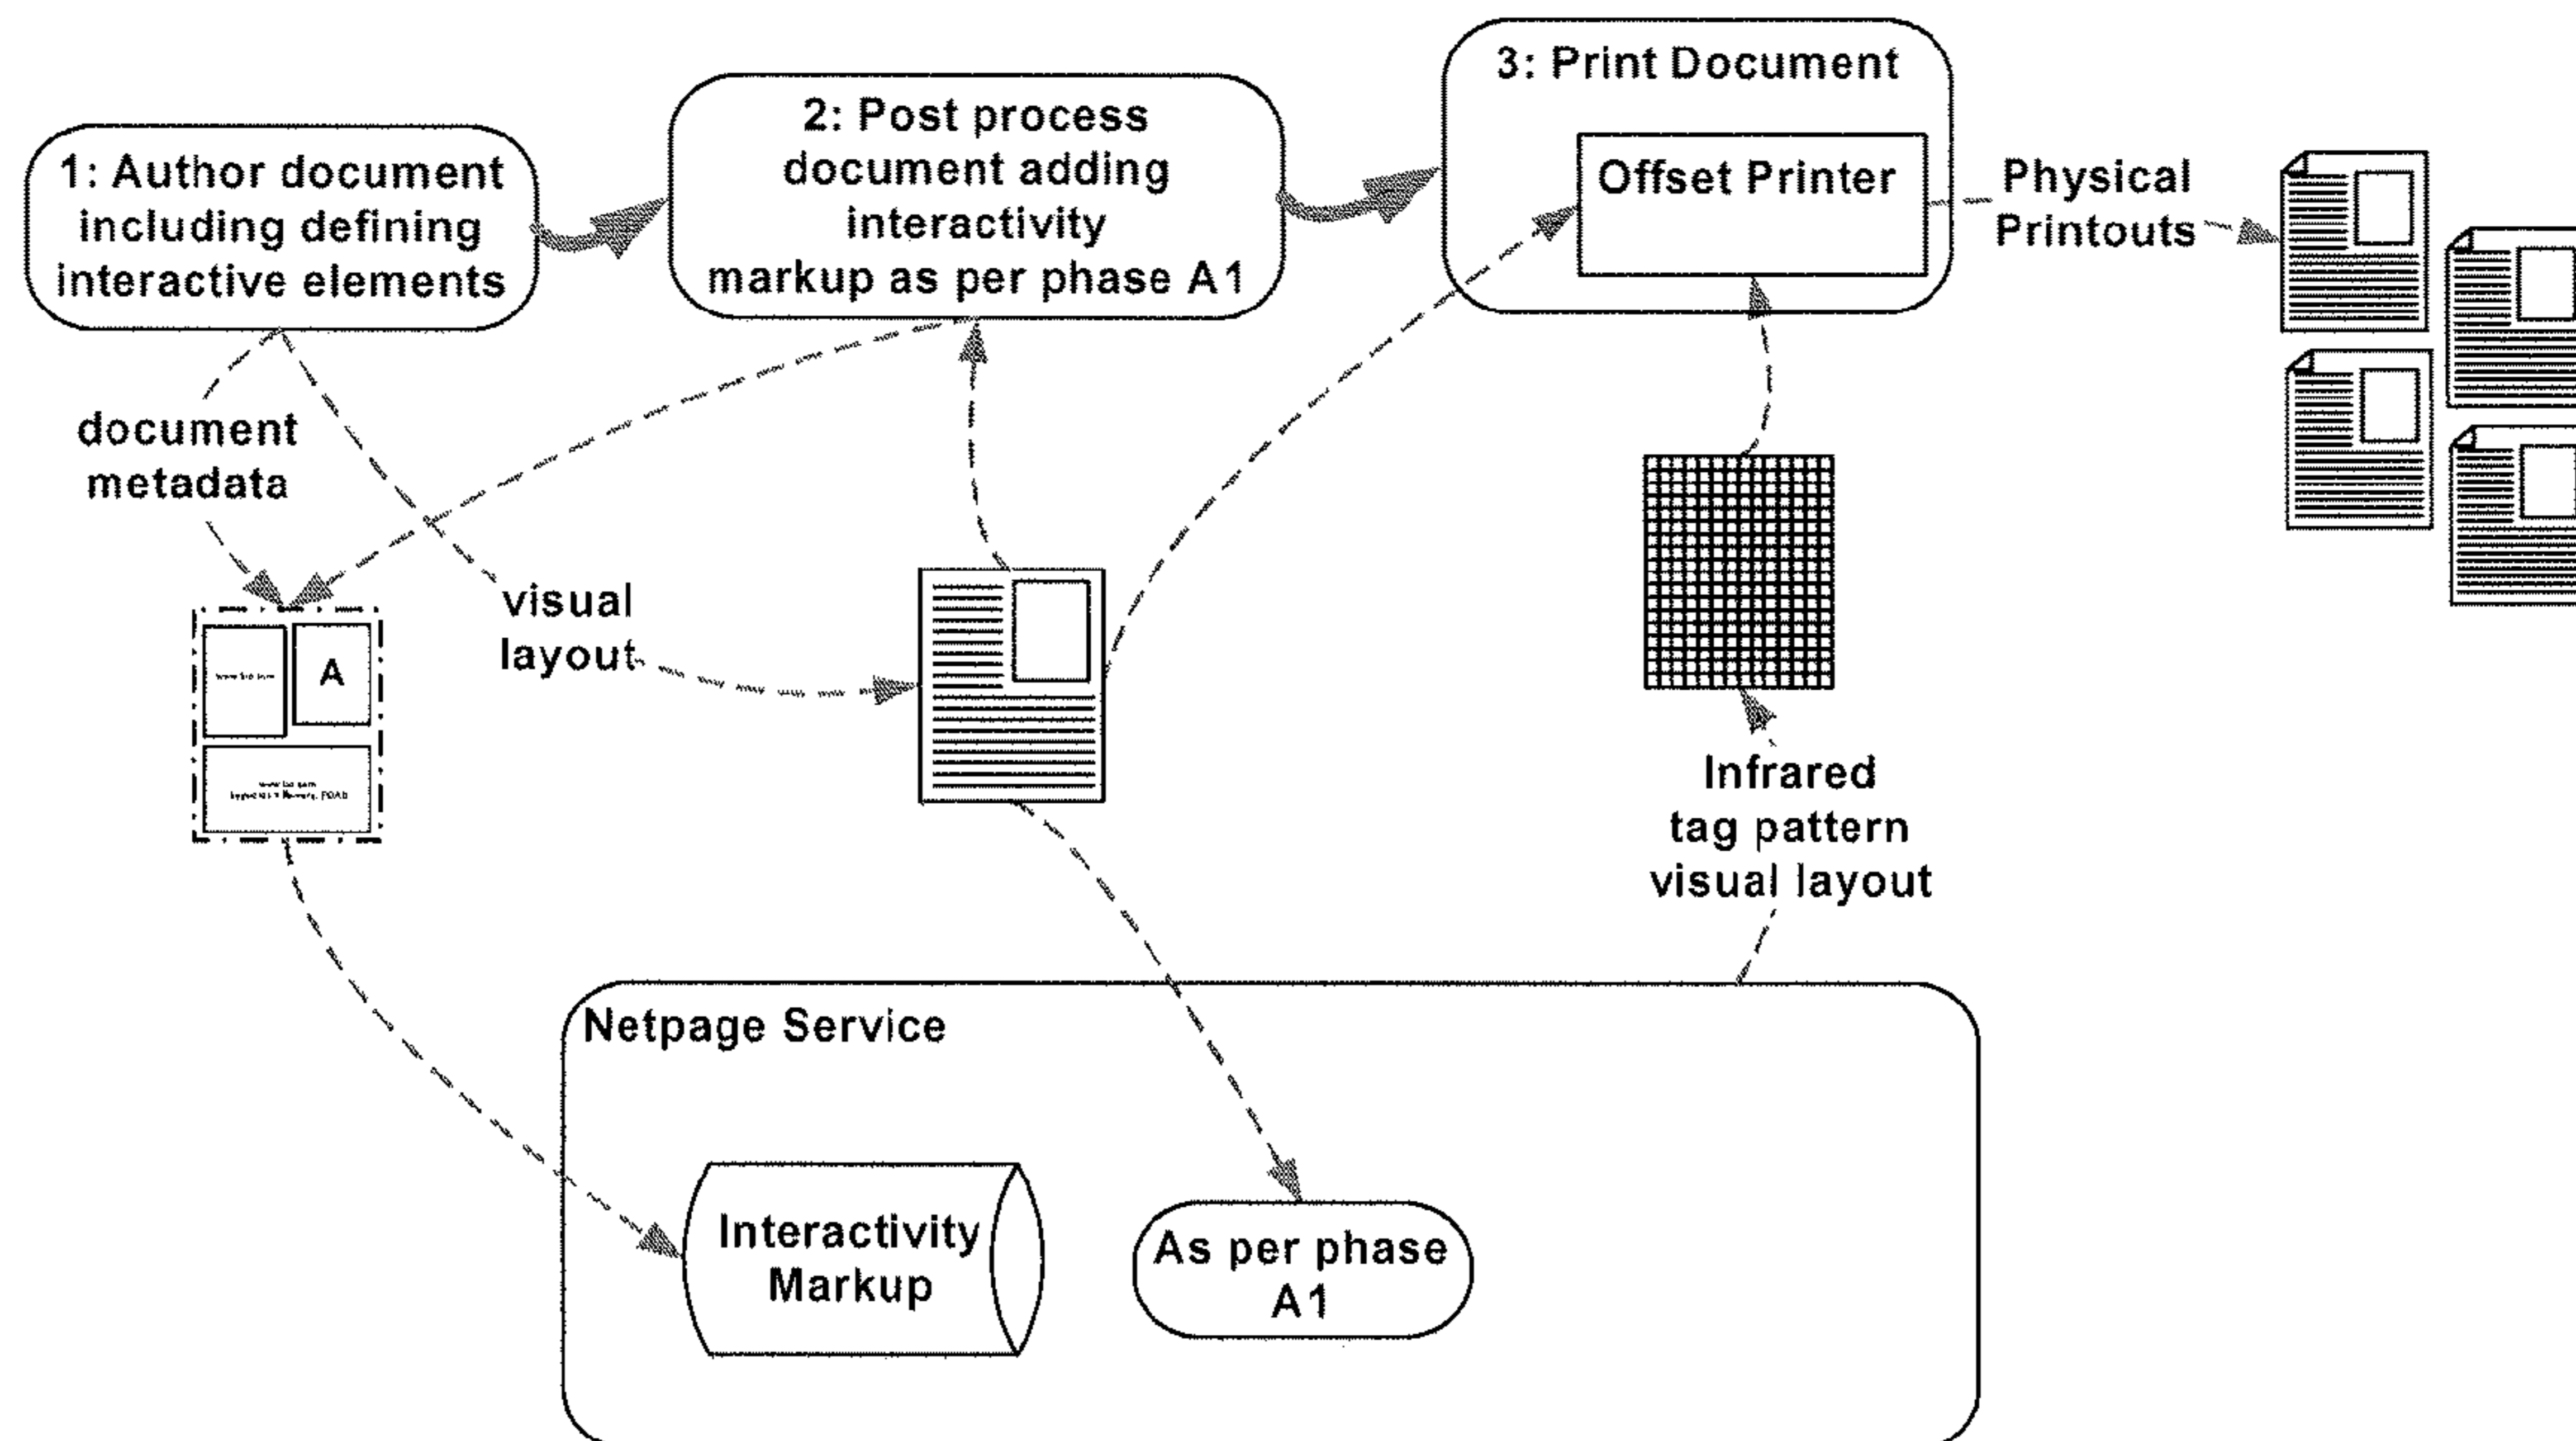 1: Author document
including defining
interactive elements
2: Post process
document adding
interactivity
markup as per phase A1
3: Print Document
Offset Printer
Physical
Printouts
document
metadata
visual
layout
A
Infrared
tag pattern
visual layout
Netpage Service
Interactivity
Markup
As per phase
A1